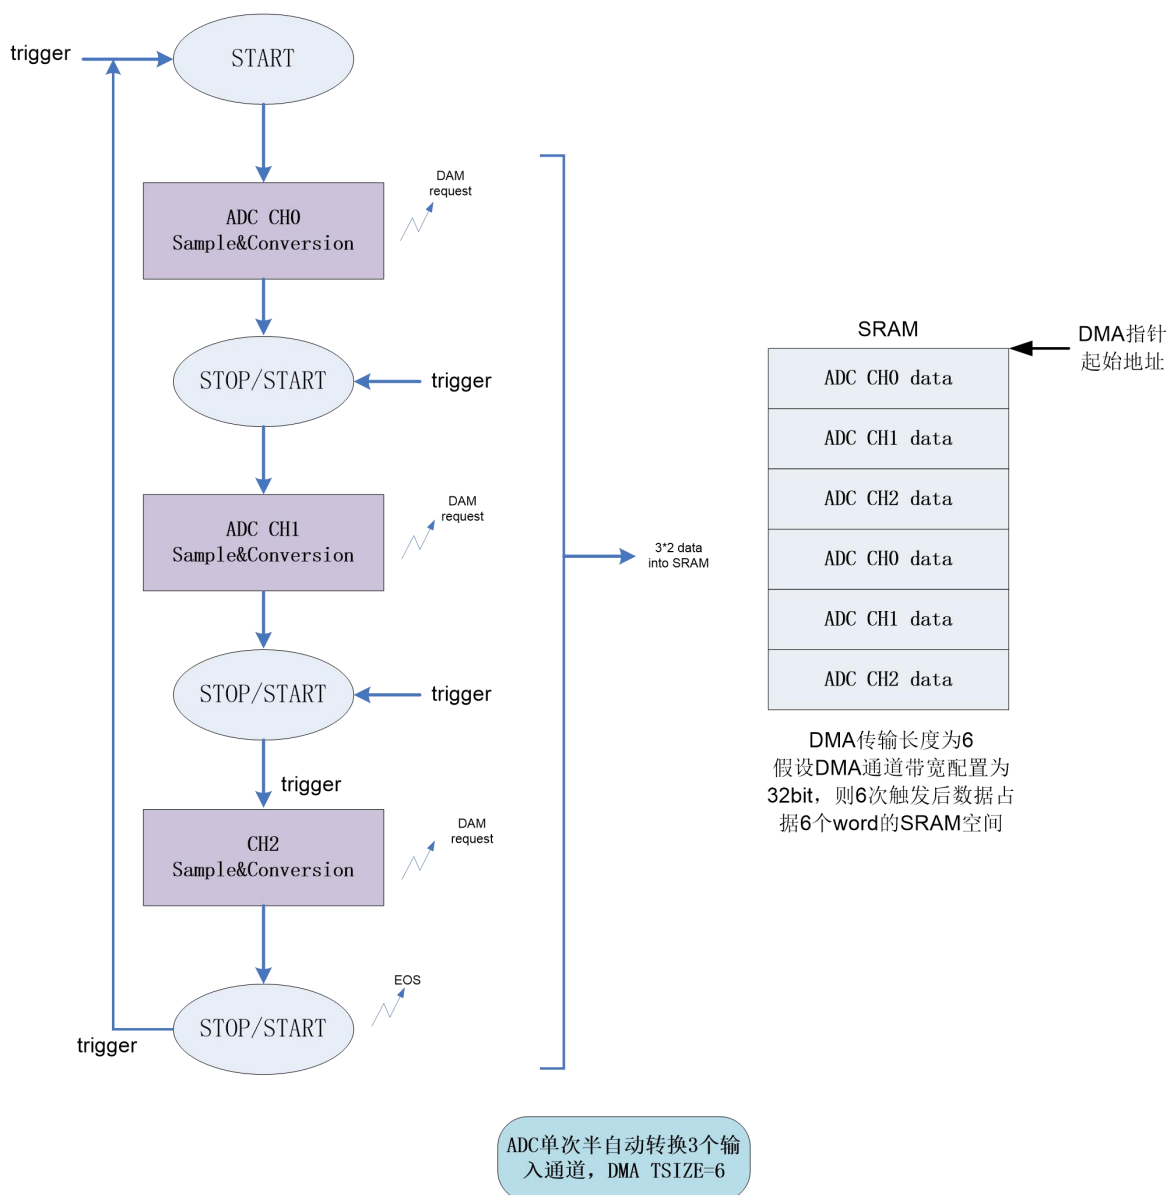 trigger
START
DAM
request
ADC CH0
Sample&Conversion
STOP/START
trigger
DAM
request
ADC CH1
Sample&Conversion
STOP/START
trigger
trigger
DAM
request
CH2
Sample&Conversion
EOS
STOP/START
trigger
3*2 data
into SRAM
SRAM
DMA指针
起始地址
ADC CH0 data
ADC CH1 data
ADC CH2 data
ADC CH0 data
ADC CH1 data
ADC CH2 data
DMA传输长度为6
假设DMA通道带宽配置为
32bit，则6次触发后数据占
据6个word的SRAM空间
ADC单次半自动转换3个输
入通道，DMA TSIZE=6